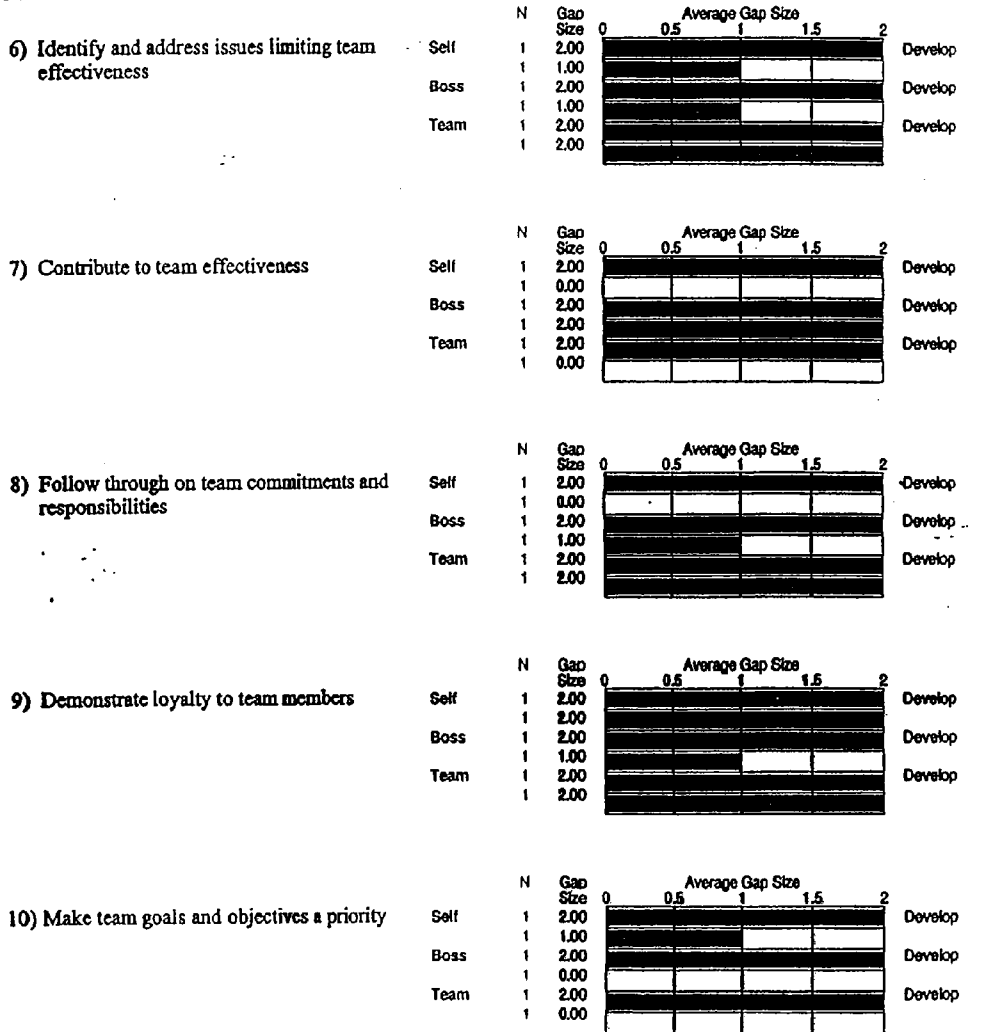 N Gap Average Gap Size
Size 0 0.5 1 1.5 2
6) Identify and address issues limiting team Self 1 2.00 Develop
effectiveness 1 1.00
Boss 1 2.00 Develop
1 1.00
Team 1 2.00 Develop
1 2.00
N Gap Average Gap Size
Size 0 0.5 1 1.5 2
7) Contribute to team effectiveness Self 1 2.00 Develop
1 0.00
Boss 1 2.00 Develop
1 2.00
Team 1 2.00 Develop
1 0.00
N Gap Average Gap Size
Size 0 0.5 1 1.5 2
8) Follow through on team commitments and Self 1 2.00 Develop
responsibilities 1 0.00
Boss 1 2.00 Develop
1 1.00
Team 1 2.00 Develop
1 2.00
N Gap Average Gap Size
Size 0 0.5 1 1.5 2
9) Demonstrate loyalty to team members Self 1 2.00 Develop
1 2.00
Boss 1 2.00 Develop
1 1.00
Team 1 2.00 Develop
1 2.00
N Gap Average Gap Size
Size 0 0.5 1 1.5 2
10) Make team goals and objectives a priority Self 1 2.00 Develop
1 1.00
Boss 1 2.00 Develop
1 0.00
Team 1 2.00 Develop
1 0.00